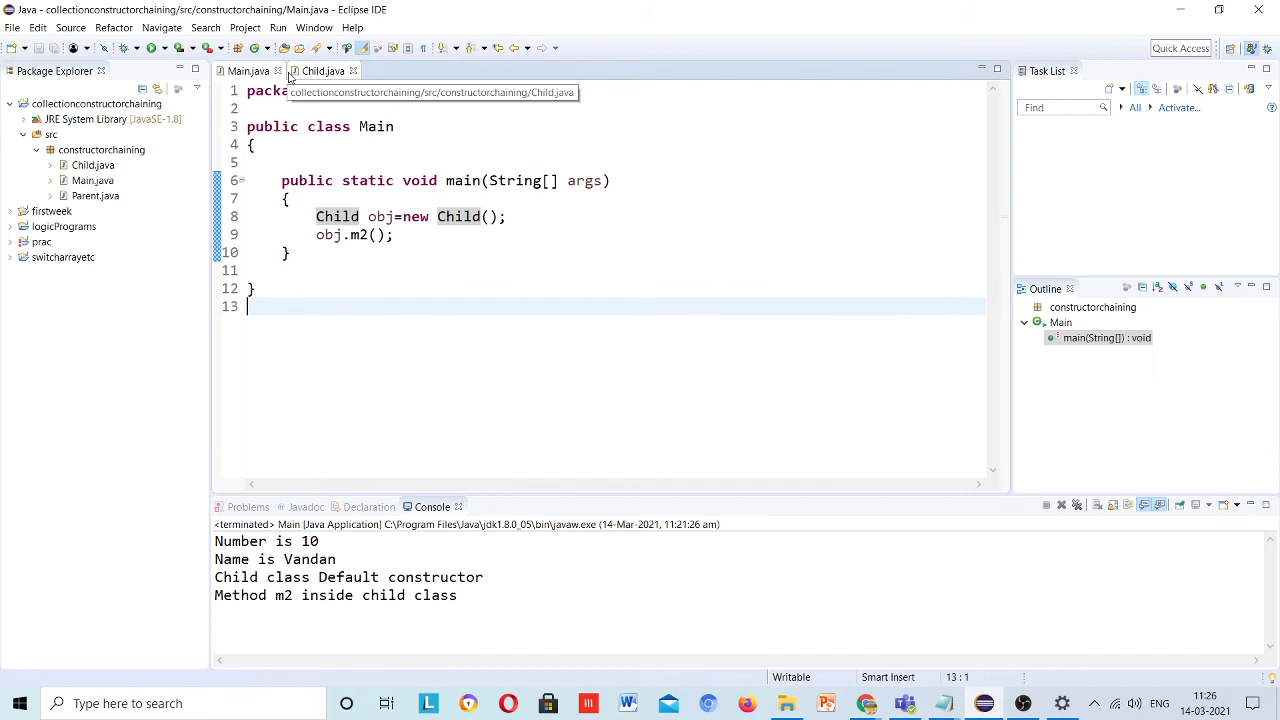 Java - collectionconstructorchaining/src/constructorchaining/Main.java - Eclipse IDE
File Edit Source Refactor Navigate Search Project Run Window Help
Quick Access
Package Explorer
collectionconstructorchaining
JRE System Library [JavaSE-1.8]
src
constructorchaining
Child.java
Main.java
Parent.java
firstweek
logicPrograms
prac
switcharrayetc
Main.java
Child.java
collectionconstructorchaining/src/constructorchaining/Child.java
1 packa
2
3 public class Main
4 {
5
6 public static void main(String[] args)
7 {
8 Child obj=new Child();
9 obj.m2();
10 }
11
12 }
13
Task List
Find All Activate...
Outline
constructorchaining
Main
main(String[]) : void
Problems Javadoc Declaration Console
<terminated> Main [Java Application] C:\Program Files\Java\jdk1.8.0_05\bin\javaw.exe (14-Mar-2021, 11:21:26 am)
Number is 10
Name is Vandan
Child class Default constructor
Method m2 inside child class
Writable Smart Insert 13 : 1
Type here to search
ENG
11:26
14-03-2021